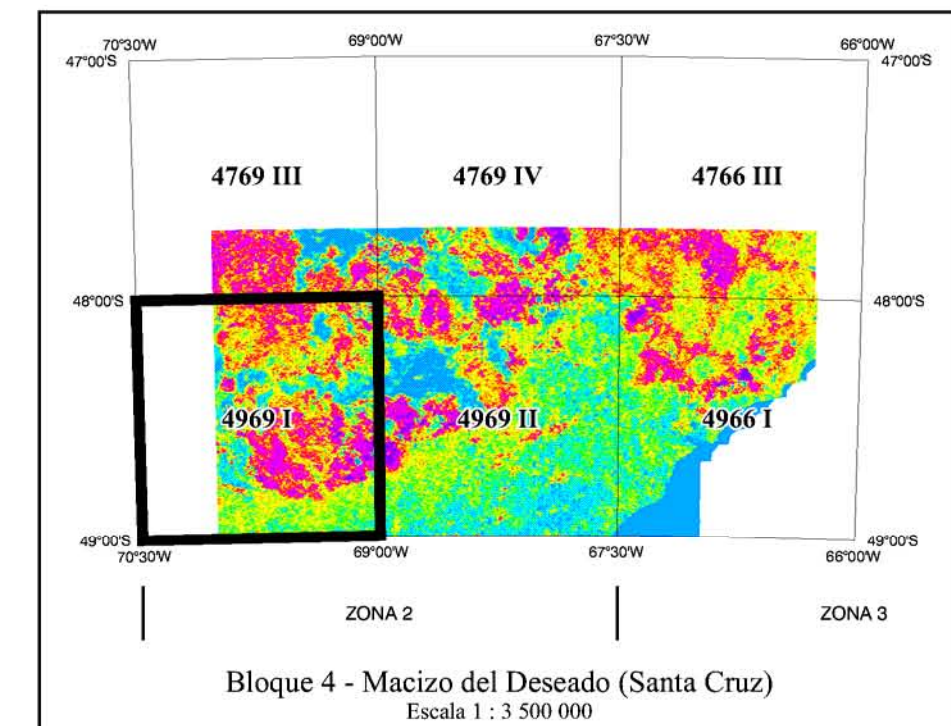 70°30'W 69°00'W 67°30'W 66°00'W
47°00'S 47°00'S
4769 III 4769 IV 4766 III
48°00'S 48°00'S
4969 I 4969 II 4966 I
49°00'S 49°00'S
70°30'W 69°00'W 67°30'W 66°00'W
ZONA 2 ZONA 3
Bloque 4 - Macizo del Deseado (Santa Cruz)
Escala 1 : 3 500 000